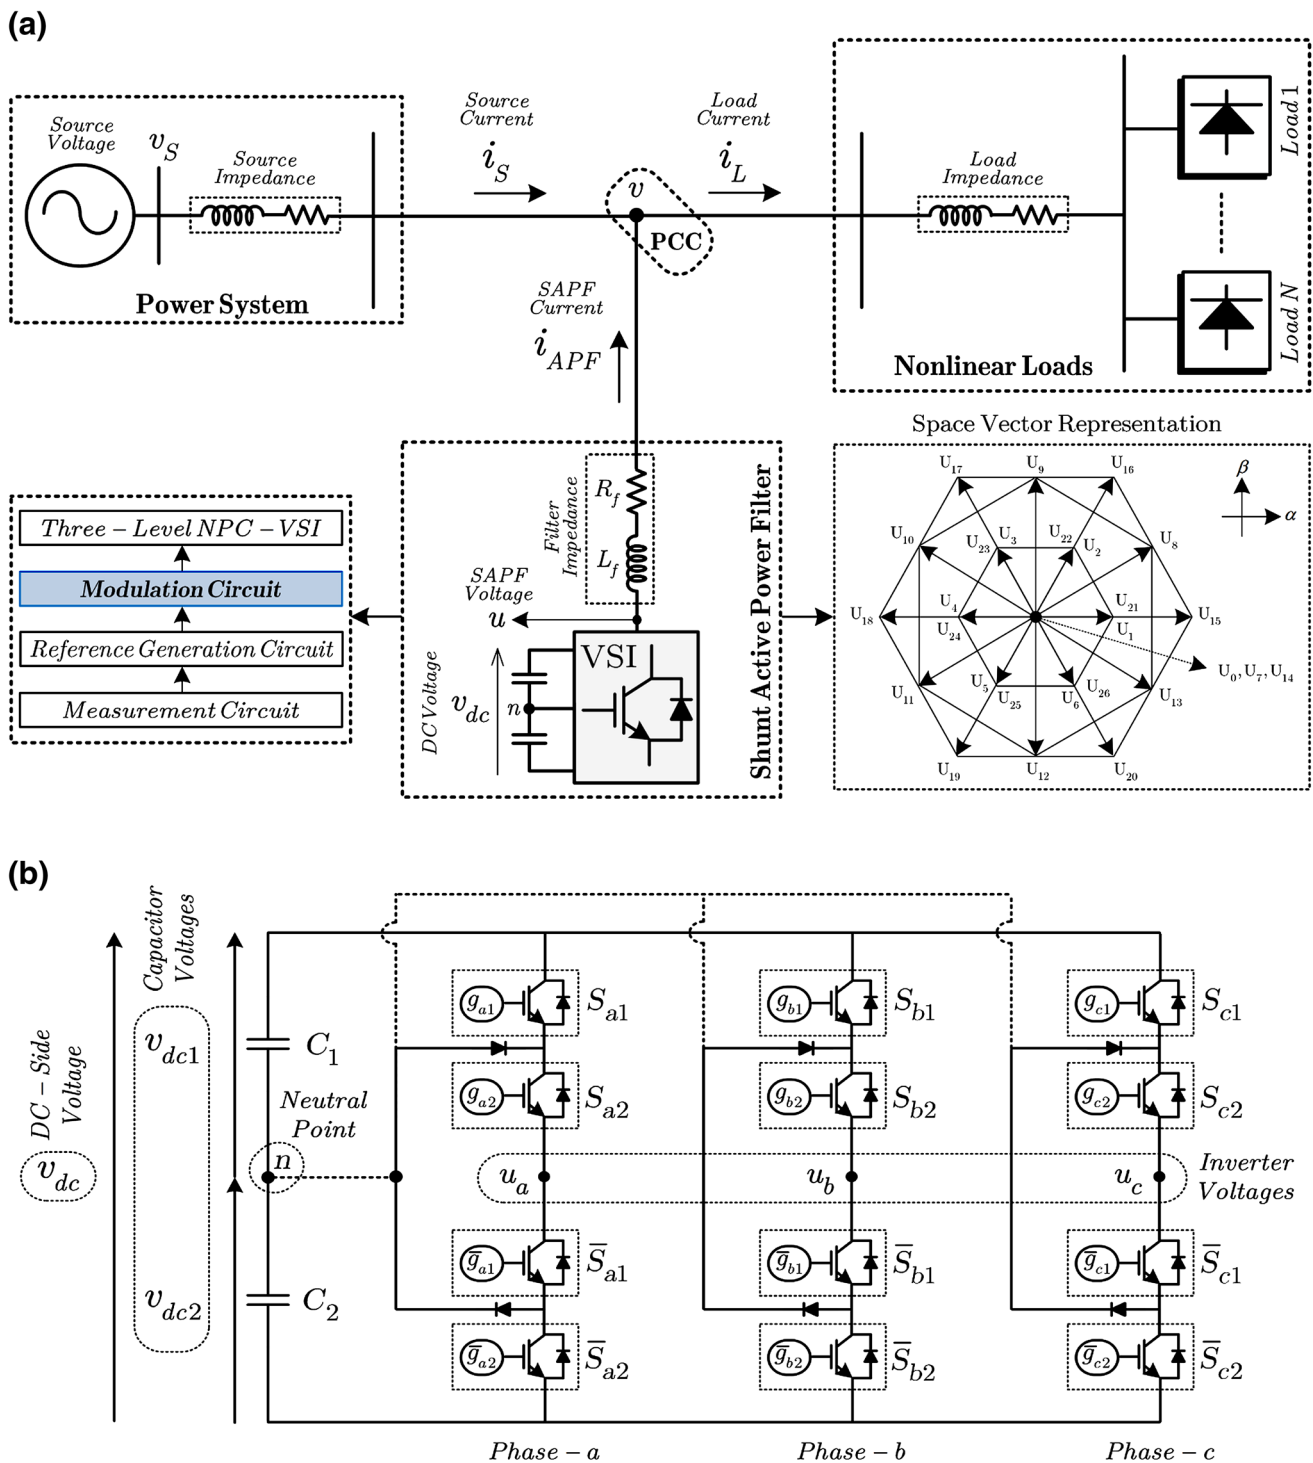 (a)
Source
Voltage
v_S
Source
Impedance
Power System
Source
Current
i_S
v
PCC
Load
Current
i_L
Load
Impedance
Load 1
Load N
Nonlinear Loads
SAPF
Current
i_APF
Three – Level NPC – VSI
Modulation Circuit
Reference Generation Circuit
Measurement Circuit
Filter
Impedance
R_f
L_f
SAPF
Voltage
u
VSI
DC Voltage
v_dc
n
Shunt Active Power Filter
Space Vector Representation
β
α
U_17
U_9
U_16
U_10
U_23
U_3
U_22
U_2
U_8
U_18
U_4
U_24
U_21
U_1
U_15
U_0, U_7, U_14
U_11
U_5
U_25
U_6
U_26
U_13
U_19
U_12
U_20
(b)
DC – Side
Voltage
v_dc
Capacitor
Voltages
v_dc1
v_dc2
C_1
C_2
Neutral
Point
n
g_a1
S_a1
g_b1
S_b1
g_c1
S_c1
g_a2
S_a2
g_b2
S_b2
g_c2
S_c2
u_a
u_b
u_c
Inverter
Voltages
g̅_a1
S̅_a1
g̅_b1
S̅_b1
g̅_c1
S̅_c1
g̅_a2
S̅_a2
g̅_b2
S̅_b2
g̅_c2
S̅_c2
Phase – a
Phase – b
Phase – c